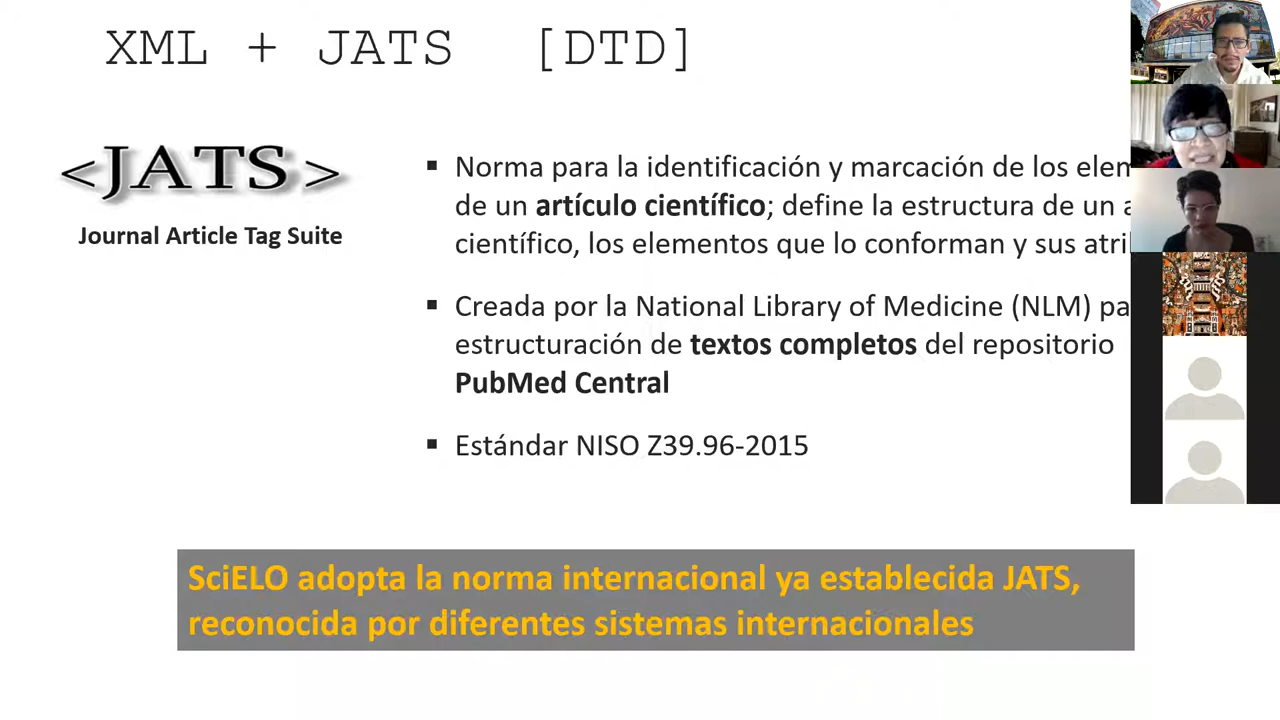 XML + JATS [DTD]
<JATS>
Journal Article Tag Suite
▪ Norma para la identificación y marcación de los
de un artículo científico; define la estructura de un
científico, los elementos que lo conforman y sus
▪ Creada por la National Library of Medicine (NLM)
estructuración de textos completos del repositorio
PubMed Central
▪ Estándar NISO Z39.96-2015
SciELO adopta la norma internacional ya establecida JATS,
reconocida por diferentes sistemas internacionales